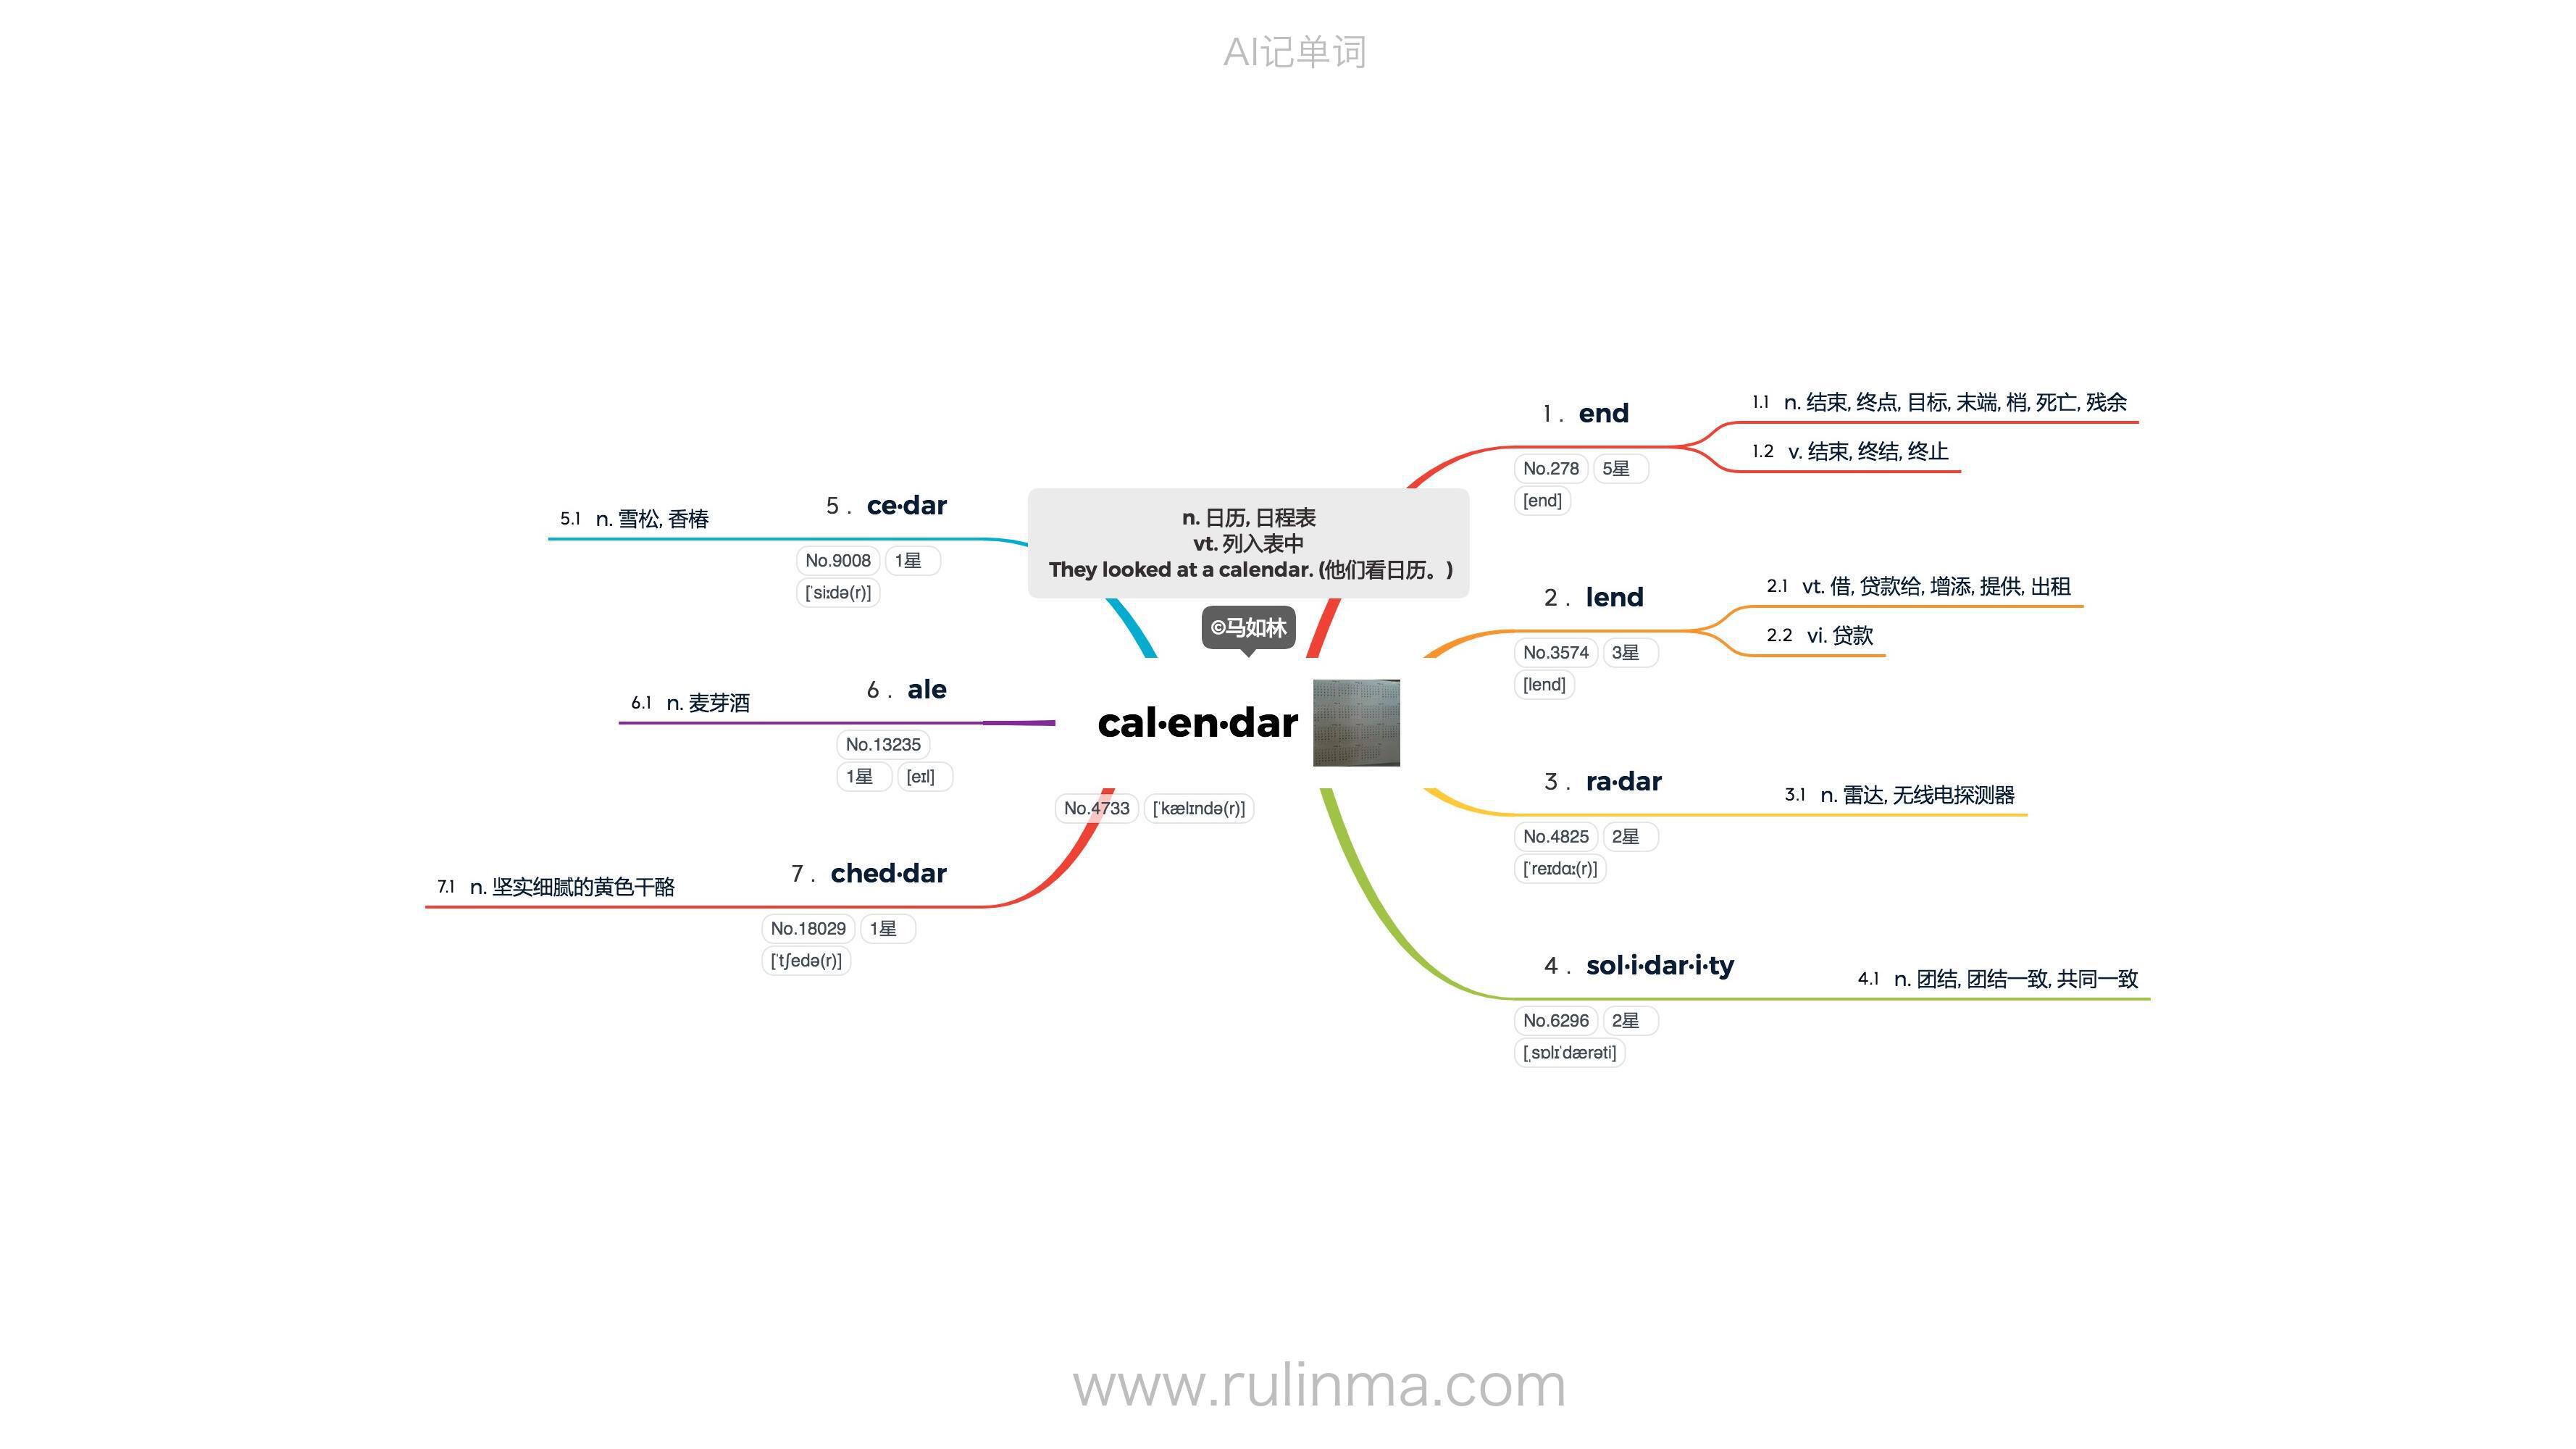 AI记单词
n. 日历, 日程表
vt. 列入表中
They looked at a calendar. (他们看日历。)
©马如林
cal·en·dar
No.4733 [ˈkælɪndə(r)]
1 . end
No.278 5星
[end]
1.1 n. 结束, 终点, 目标, 末端, 梢, 死亡, 残余
1.2 v. 结束, 终结, 终止
2 . lend
No.3574 3星
[lend]
2.1 vt. 借, 贷款给, 增添, 提供, 出租
2.2 vi. 贷款
3 . ra·dar
No.4825 2星
[ˈreɪdɑː(r)]
3.1 n. 雷达, 无线电探测器
4 . sol·i·dar·i·ty
No.6296 2星
[ˌsɒlɪˈdærəti]
4.1 n. 团结, 团结一致, 共同一致
5 . ce·dar
No.9008 1星
[ˈsiːdə(r)]
5.1 n. 雪松, 香椿
6 . ale
No.13235
1星 [eɪl]
6.1 n. 麦芽酒
7 . ched·dar
No.18029 1星
[ˈtʃedə(r)]
7.1 n. 坚实细腻的黄色干酪
www.rulinma.com